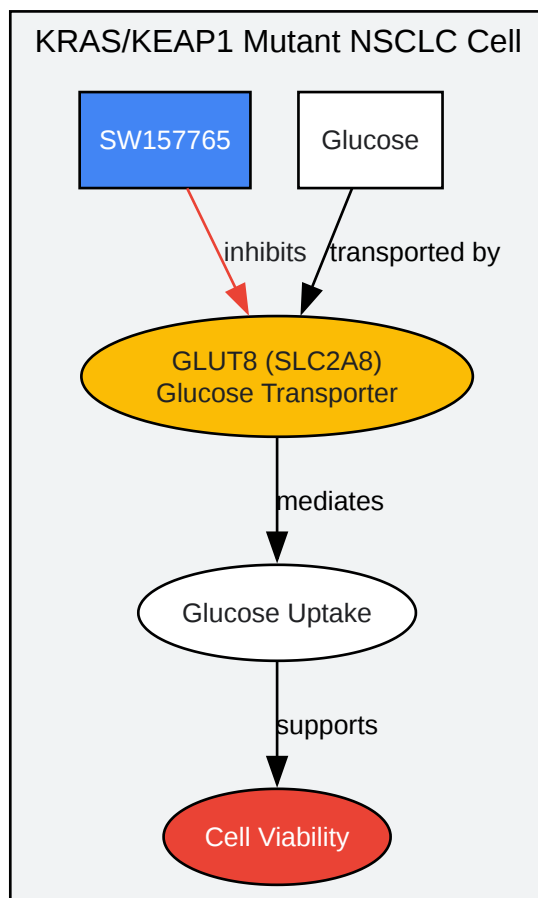 KRAS/KEAP1 Mutant NSCLC Cell
SW157765
Glucose
inhibits
transported by
GLUT8 (SLC2A8)
Glucose Transporter
mediates
Glucose Uptake
supports
Cell Viability